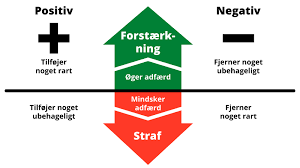 Positiv
Negativ
Forstærk-
ning
Tilføjer
noget rart
Fjerner noget
ubehageligt
Øger adfærd
Mindsker
adfærd
Tilføjer noget
ubehageligt
Fjerner
noget rart
Straf